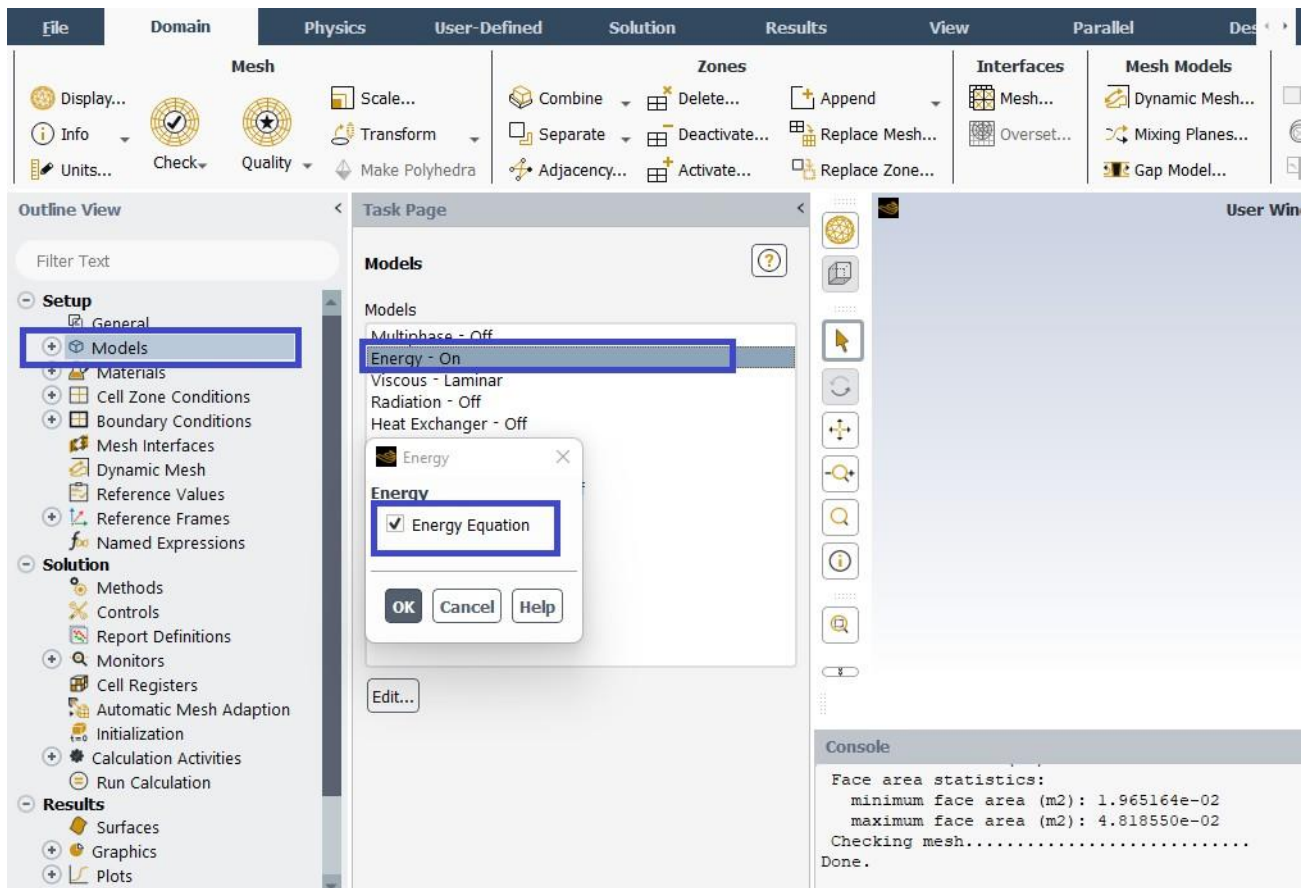 File Domain Physics User-Defined Solution Results View Parallel Des
Mesh Zones Interfaces Mesh Models
Display... Scale... Combine Delete... Append Mesh... Dynamic Mesh...
Info Transform Separate Deactivate... Replace Mesh... Overset... Mixing Planes...
Units... Check Quality Make Polyhedra Adjacency... Activate... Replace Zone... Gap Model...
Outline View
Filter Text
Setup
General
Models
Materials
Cell Zone Conditions
Boundary Conditions
Mesh Interfaces
Dynamic Mesh
Reference Values
Reference Frames
Named Expressions
Solution
Methods
Controls
Report Definitions
Monitors
Cell Registers
Automatic Mesh Adaption
Initialization
Calculation Activities
Run Calculation
Results
Surfaces
Graphics
Plots
Task Page
Models
Models
Multiphase - Off
Energy - On
Viscous - Laminar
Radiation - Off
Heat Exchanger - Off
Energy
Energy
Energy Equation
OK Cancel Help
Edit...
User Win
Console
Face area statistics:
minimum face area (m2): 1.965164e-02
maximum face area (m2): 4.818550e-02
Checking mesh............................
Done.